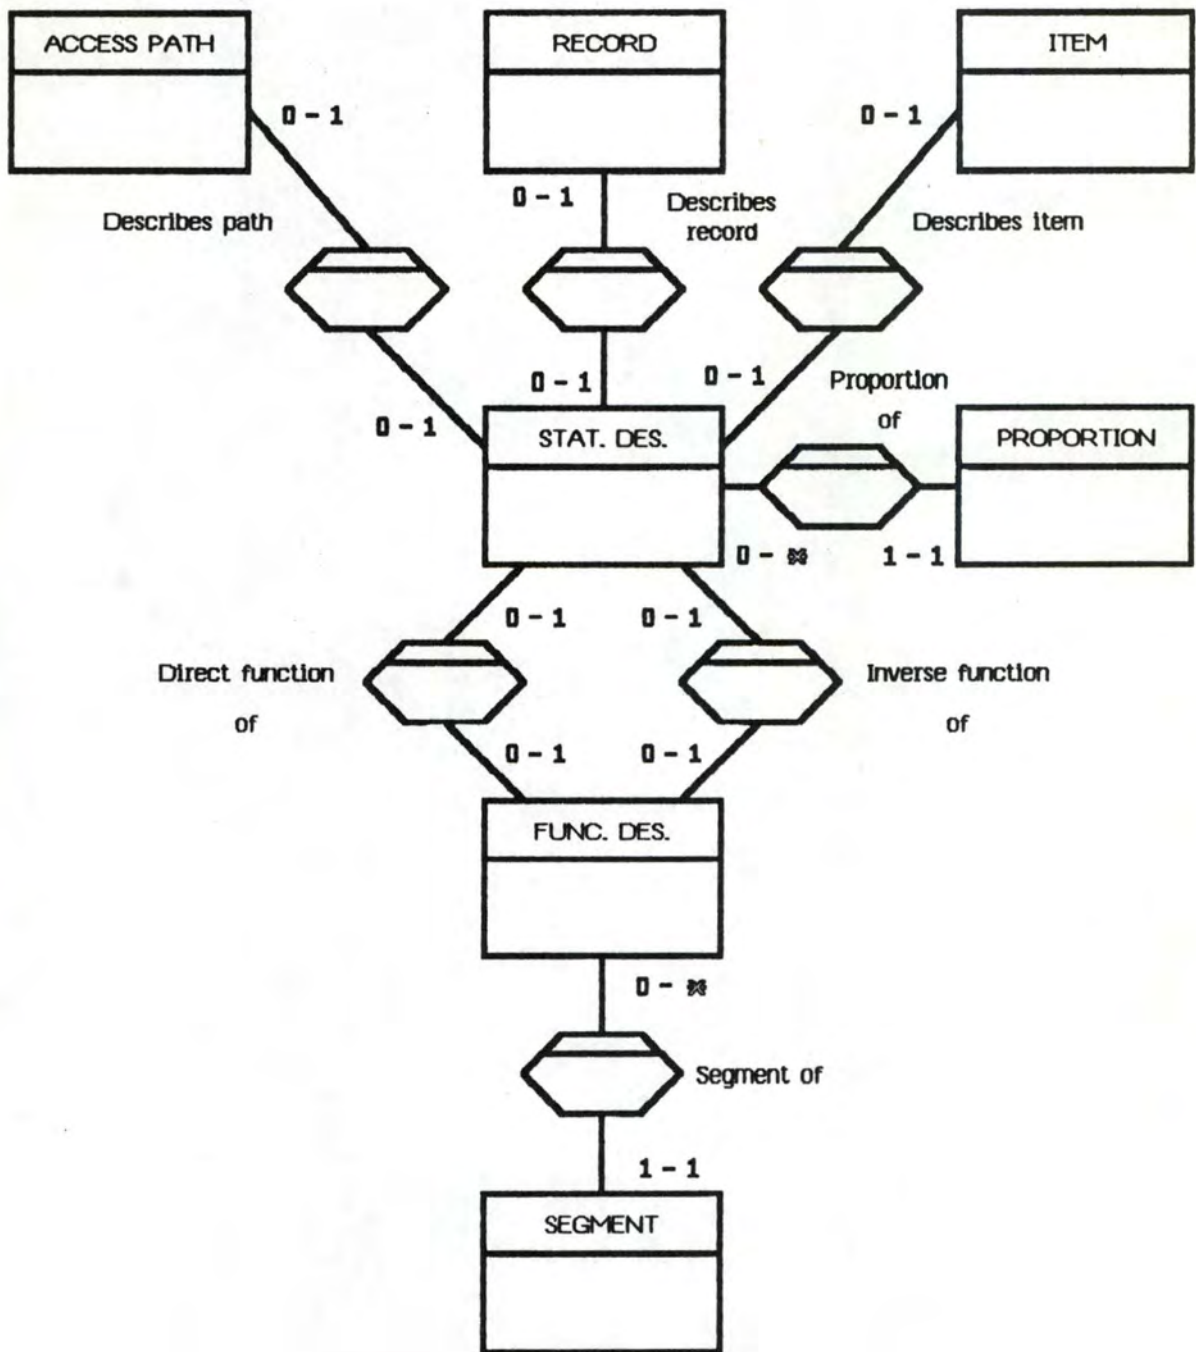 ACCESS PATH
RECORD
ITEM
0 - 1
0 - 1
0 - 1
Describes path
Describes
record
Describes item
0 - 1
0 - 1
0 - 1
Proportion
of
STAT. DES.
PROPORTION
0 - *
1 - 1
0 - 1
0 - 1
Direct function
of
Inverse function
of
0 - 1
0 - 1
FUNC. DES.
0 - *
Segment of
1 - 1
SEGMENT